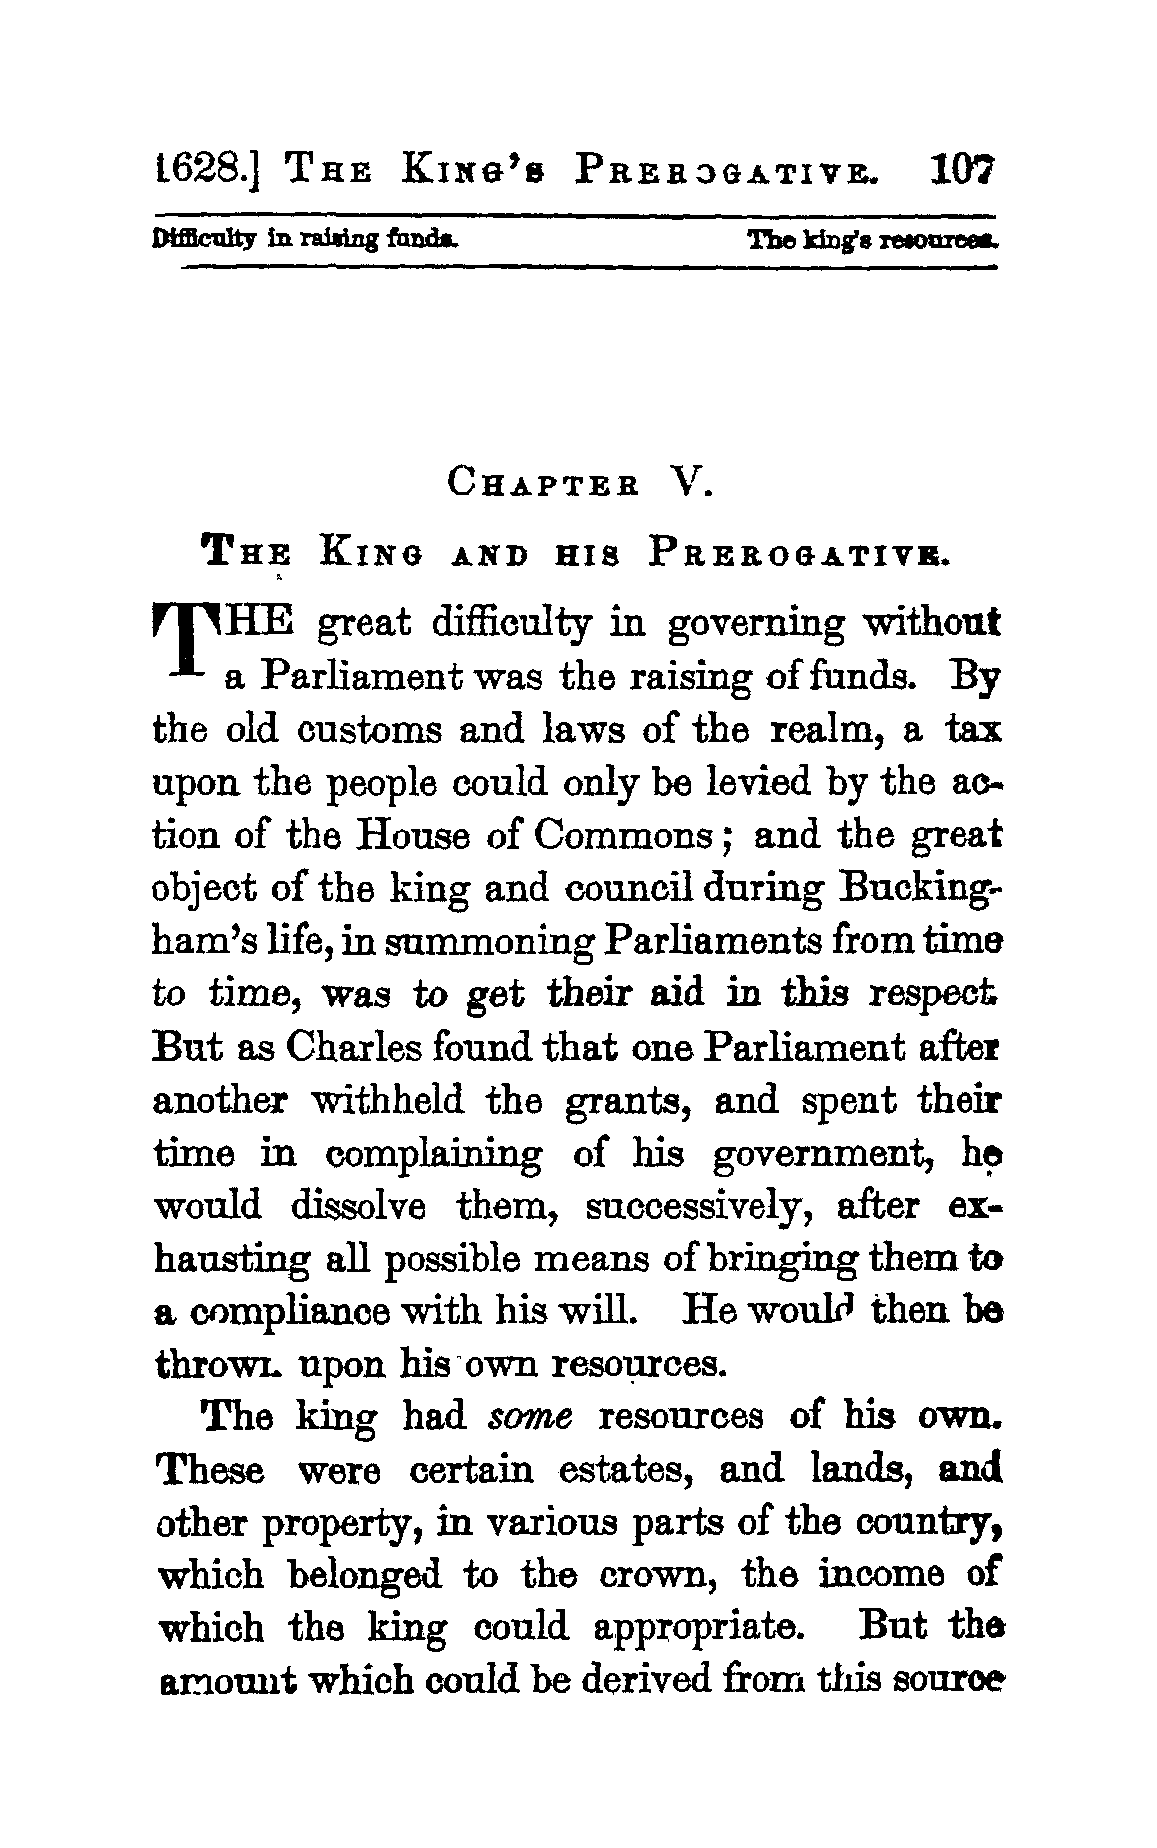 1628.] THE KING'S PREROGATIVE. 107
Difficulty in raising funds. The king's resources.
CHAPTER V.
THE KING AND HIS PREROGATIVE.
THE great difficulty in governing without
a Parliament was the raising of funds. By
the old customs and laws of the realm, a tax
upon the people could only be levied by the ac-
tion of the House of Commons; and the great
object of the king and council during Bucking-
ham's life, in summoning Parliaments from time
to time, was to get their aid in this respect.
But as Charles found that one Parliament after
another withheld the grants, and spent their
time in complaining of his government, he
would dissolve them, successively, after ex-
hausting all possible means of bringing them to
a compliance with his will. He would then be
thrown upon his own resources.
The king had some resources of his own.
These were certain estates, and lands, and
other property, in various parts of the country,
which belonged to the crown, the income of
which the king could appropriate. But the
amount which could be derived from this source